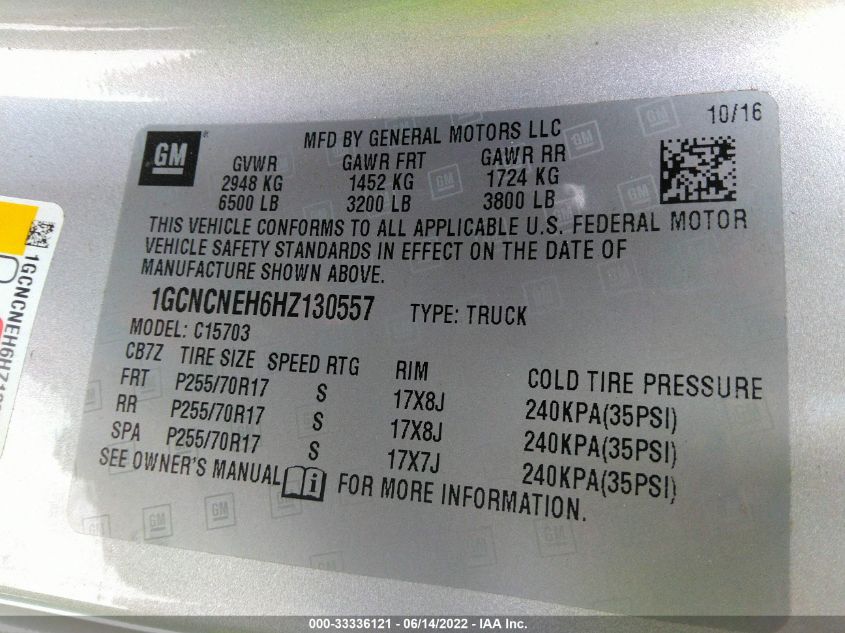 10/16
GM
MFD BY GENERAL MOTORS LLC
GVWR GAWR FRT GAWR RR
2948 KG 1452 KG 1724 KG
6500 LB 3200 LB 3800 LB
THIS VEHICLE CONFORMS TO ALL APPLICABLE U.S. FEDERAL MOTOR
VEHICLE SAFETY STANDARDS IN EFFECT ON THE DATE OF
MANUFACTURE SHOWN ABOVE.
1GCNCNEH6HZ130557 TYPE: TRUCK
MODEL: C15703
CB7Z TIRE SIZE SPEED RTG RIM COLD TIRE PRESSURE
FRT P255/70R17 S 17X8J 240KPA(35PSI)
RR P255/70R17 S 17X8J 240KPA(35PSI)
SPA P255/70R17 S 17X7J 240KPA(35PSI)
SEE OWNER'S MANUAL i FOR MORE INFORMATION.
000-33336121 - 06/14/2022 - IAA Inc.